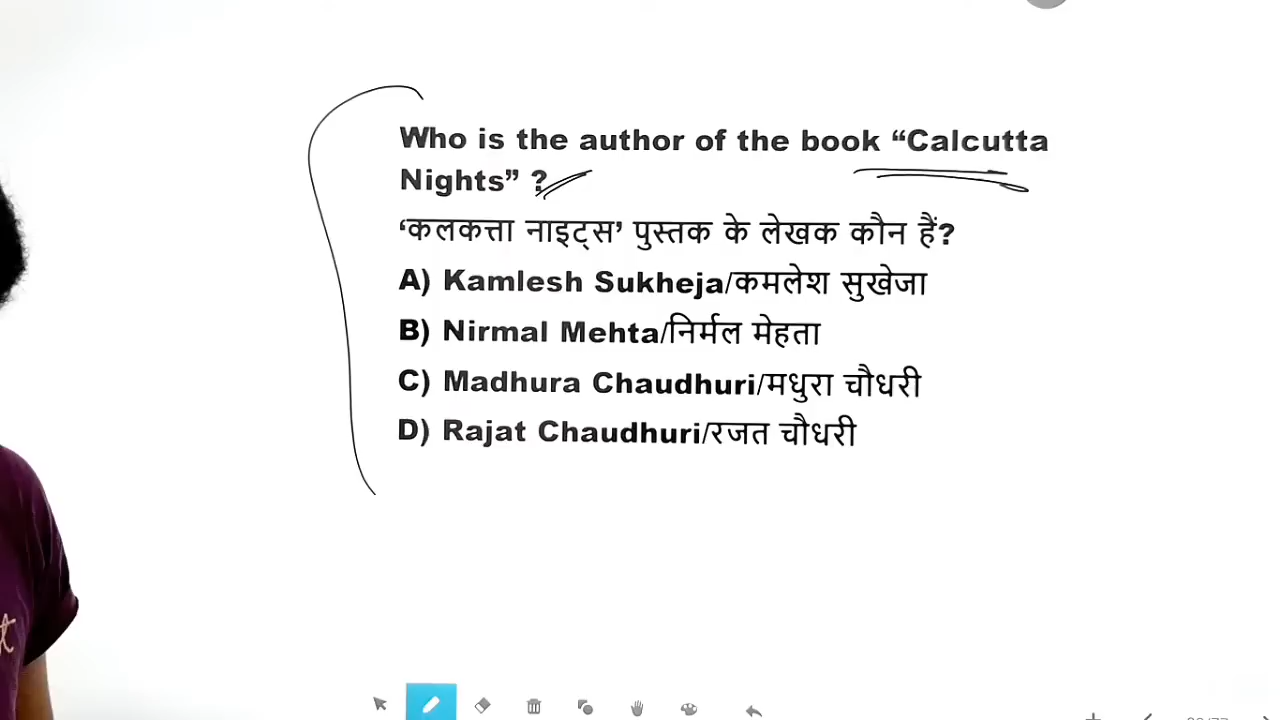 Who is the author of the book “Calcutta
Nights” ?
‘कलकत्ता नाइट्स’ पुस्तक के लेखक कौन हैं?
A) Kamlesh Sukheja/कमलेश सुखेजा
B) Nirmal Mehta/निर्मल मेहता
C) Madhura Chaudhuri/मधुरा चौधरी
D) Rajat Chaudhuri/रजत चौधरी